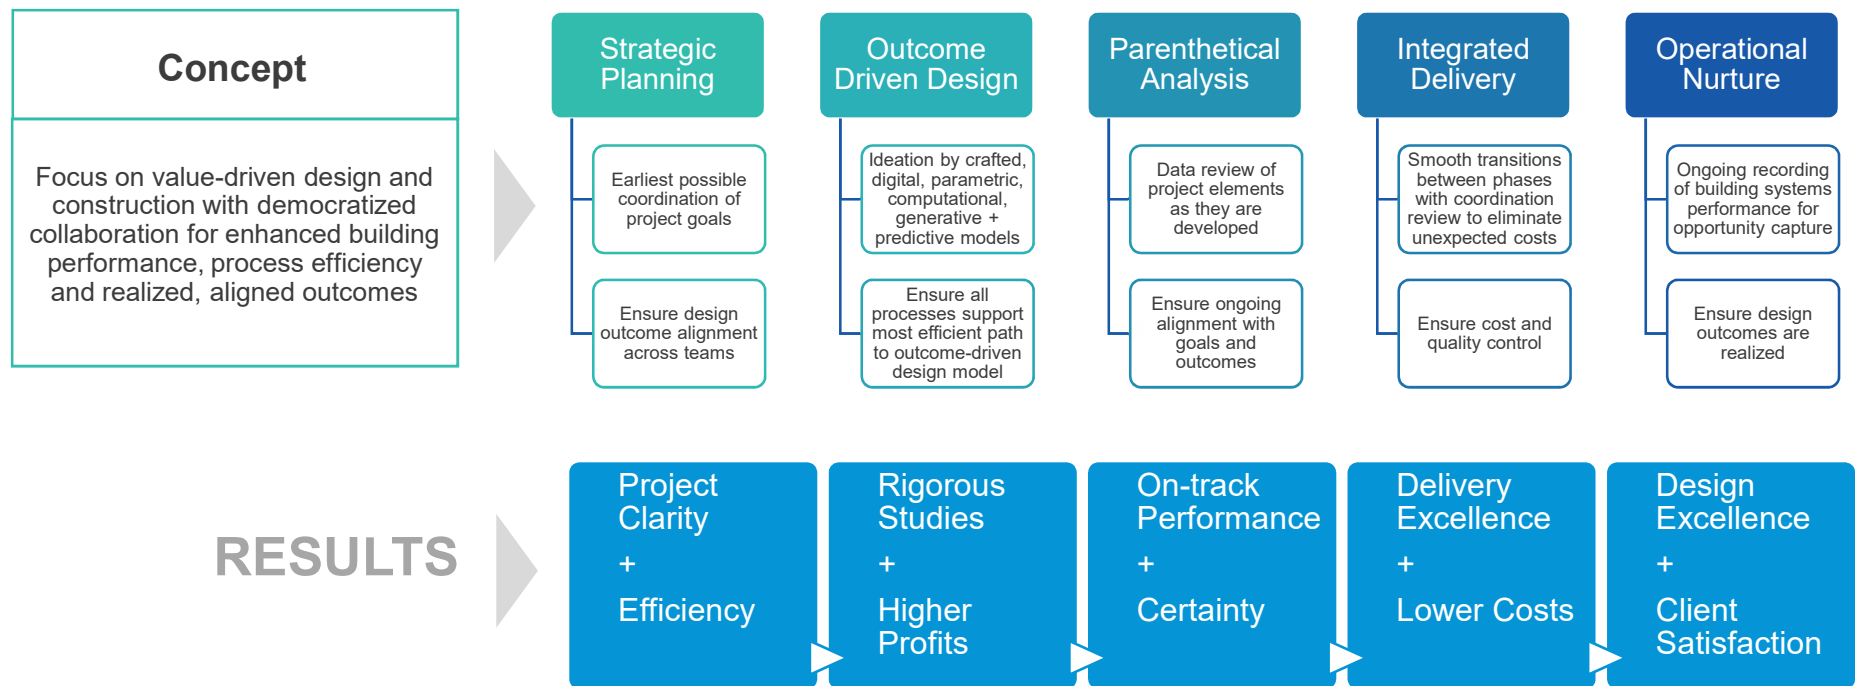 Concept
Focus on value-driven design and
construction with democratized
collaboration for enhanced building
performance, process efficiency
and realized, aligned outcomes
Strategic
Planning
Earliest possible
coordination of
project goals
Ensure design
outcome alignment
across teams
Outcome
Driven Design
Ideation by crafted,
digital, parametric,
computational,
generative +
predictive models
Ensure all
processes support
most efficient path
to outcome-driven
design model
Parenthetical
Analysis
Data review of
project elements
as they are
developed
Ensure ongoing
alignment with
goals and
outcomes
Integrated
Delivery
Smooth transitions
between phases
with coordination
review to eliminate
unexpected costs
Ensure cost and
quality control
Operational
Nurture
Ongoing recording
of building systems
performance for
opportunity capture
Ensure design
outcomes are
realized
RESULTS
Project
Clarity
+
Efficiency
Rigorous
Studies
+
Higher
Profits
On-track
Performance
+
Certainty
Delivery
Excellence
+
Lower Costs
Design
Excellence
+
Client
Satisfaction